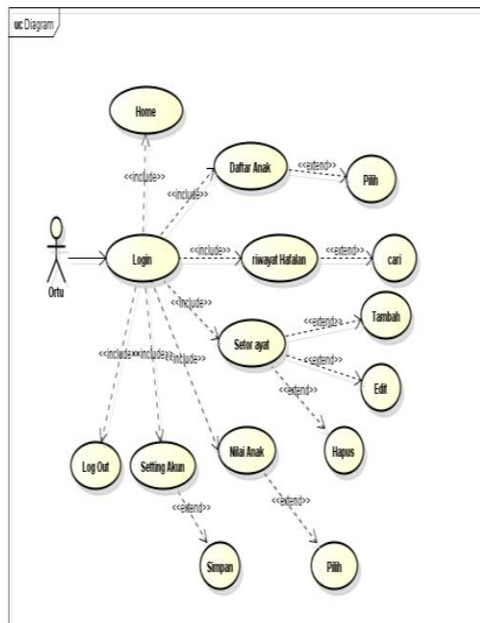 uc Diagram
Home
Daftar Anak
<<extend>>
Pilih
<<include>>
<<include>>
Ortu
Login
<<include>>
riwayat Hafalan
<<extend>>
cari
<<include>>
Setor ayat
<<extend>>
Tambah
<<extend>>
Edit
<<extend>>
Hapus
<<include>>
<<include>>
<<include>>
Log Out
Setting Akun
Nilai Anak
<<extend>>
<<extend>>
Simpan
Pilih